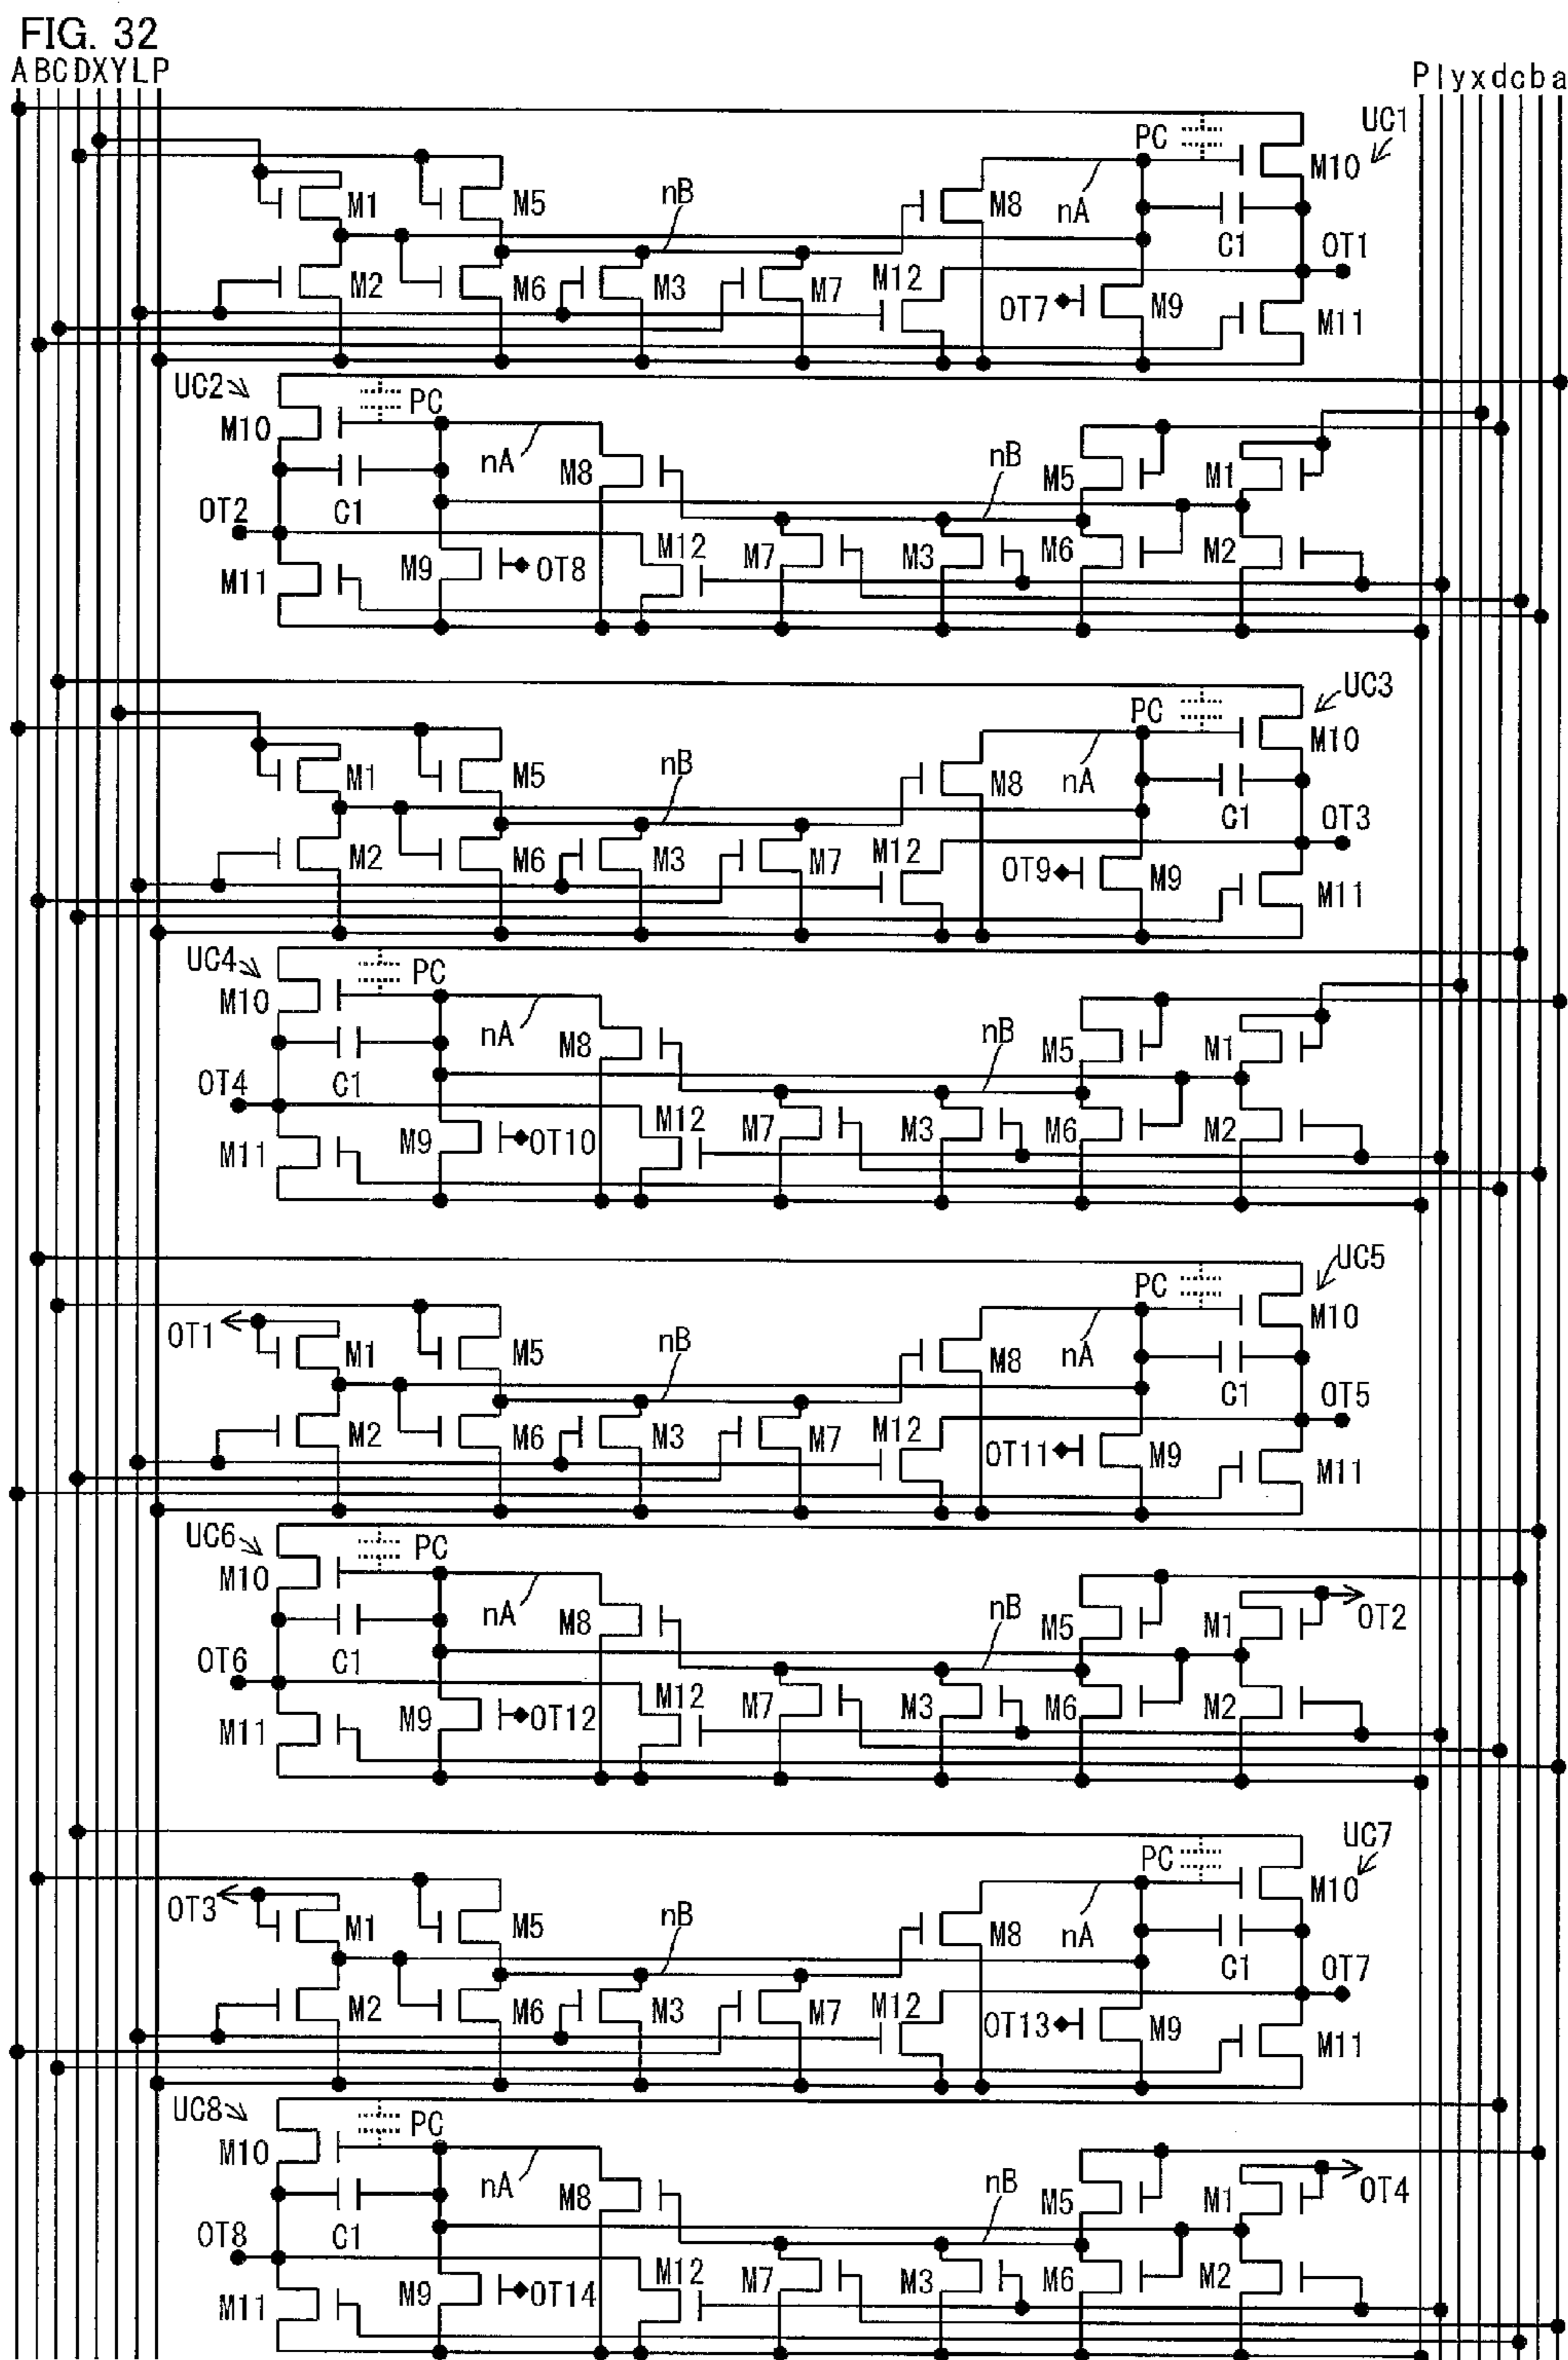 FIG. 32
A B C D X Y L P
P l y x d c b a
UC1
PC
M10
M1
M5
nB
M8
nA
C1
OT1
M2
M6
M3
M7
M12
OT7
M9
M11
UC2
PC
M10
nA
M8
nB
M5
M1
OT2
C1
M11
M9
OT8
M12
M7
M3
M6
M2
UC3
PC
M10
M1
M5
nB
M8
nA
C1
OT3
M2
M6
M3
M7
M12
OT9
M9
M11
UC4
PC
M10
nA
M8
nB
M5
M1
OT4
C1
M11
M9
OT10
M12
M7
M3
M6
M2
UC5
PC
M10
OT1
M1
M5
nB
M8
nA
C1
OT5
M2
M6
M3
M7
M12
OT11
M9
M11
UC6
PC
M10
nA
M8
nB
M5
M1
OT2
OT6
C1
M11
M9
OT12
M12
M7
M3
M6
M2
UC7
PC
M10
OT3
M1
M5
nB
M8
nA
C1
OT7
M2
M6
M3
M7
M12
OT13
M9
M11
UC8
PC
M10
nA
M8
nB
M5
M1
OT4
OT8
C1
M11
M9
OT14
M12
M7
M3
M6
M2